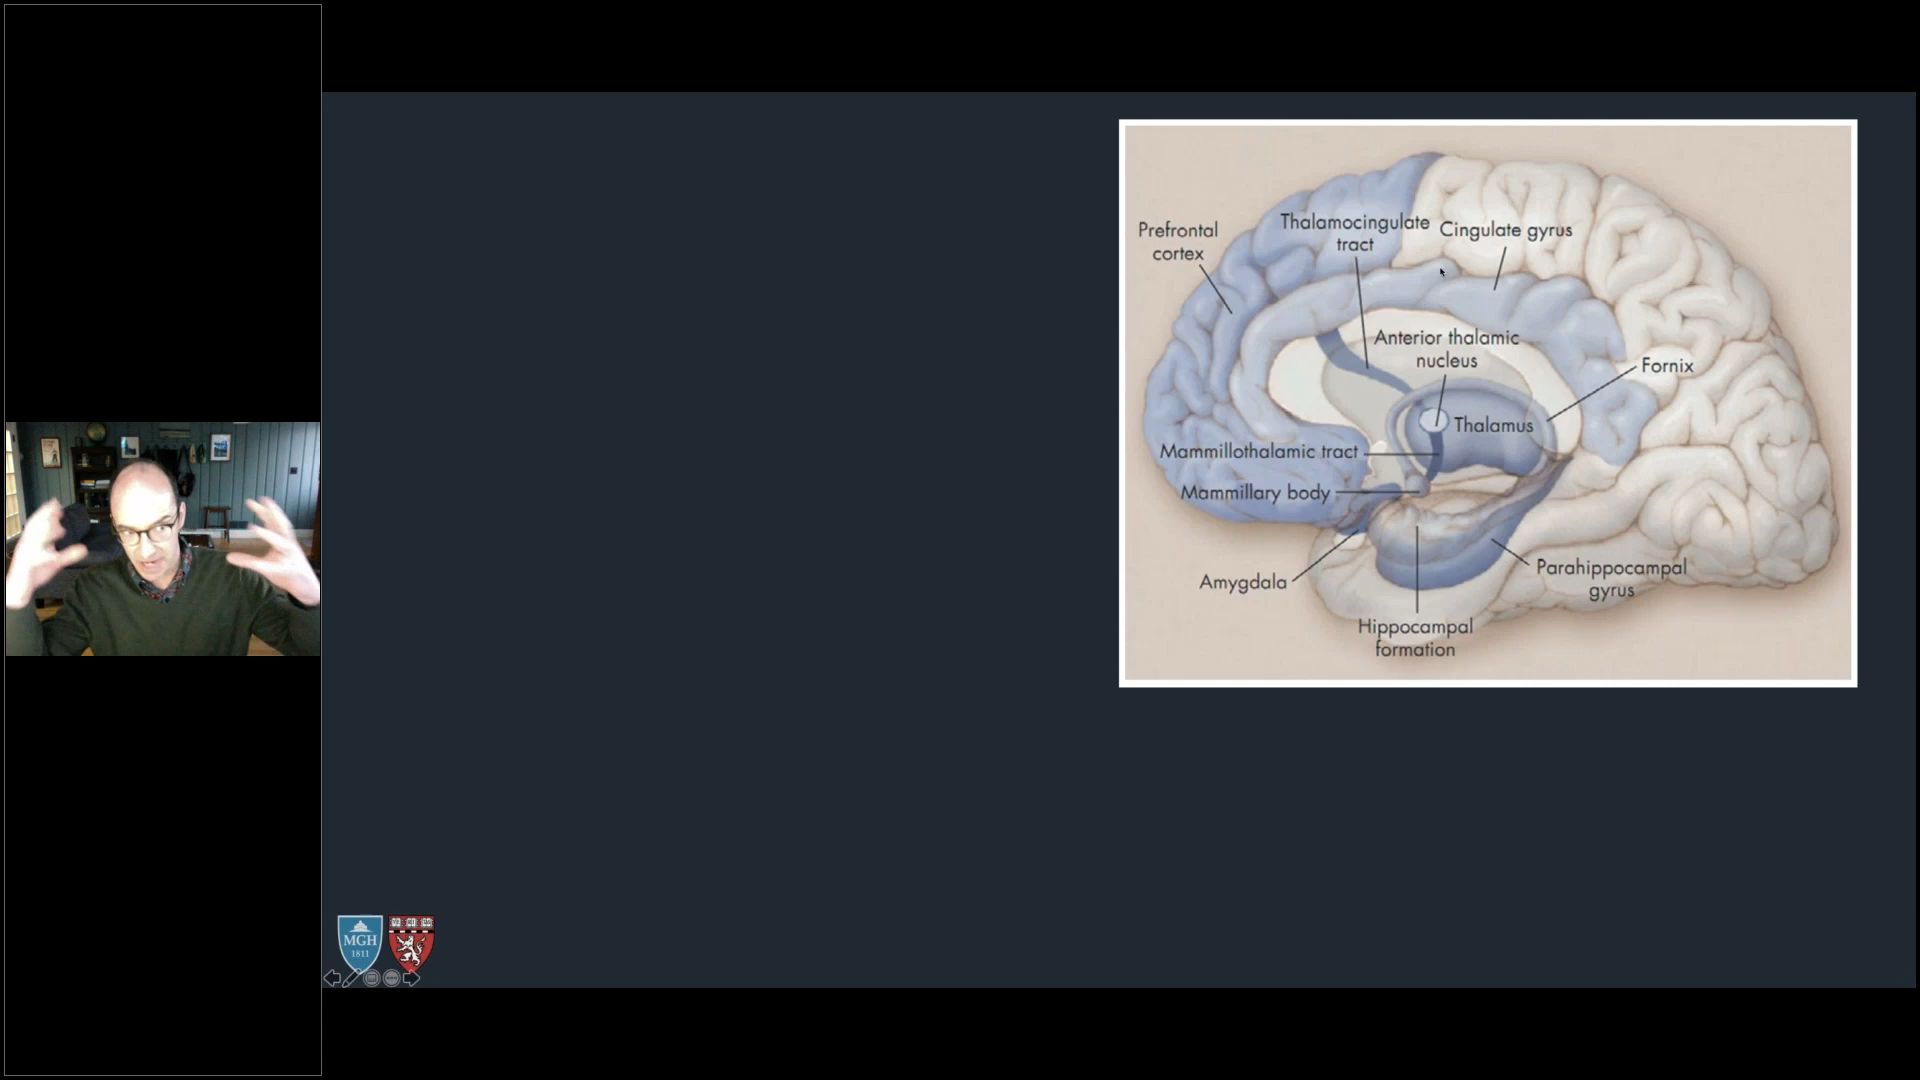 Prefrontal
cortex
Thalamocingulate
tract
Cingulate gyrus
Anterior thalamic
nucleus
Fornix
Thalamus
Mammillothalamic tract
Mammillary body
Amygdala
Parahippocampal
gyrus
Hippocampal
formation
MGH
1811